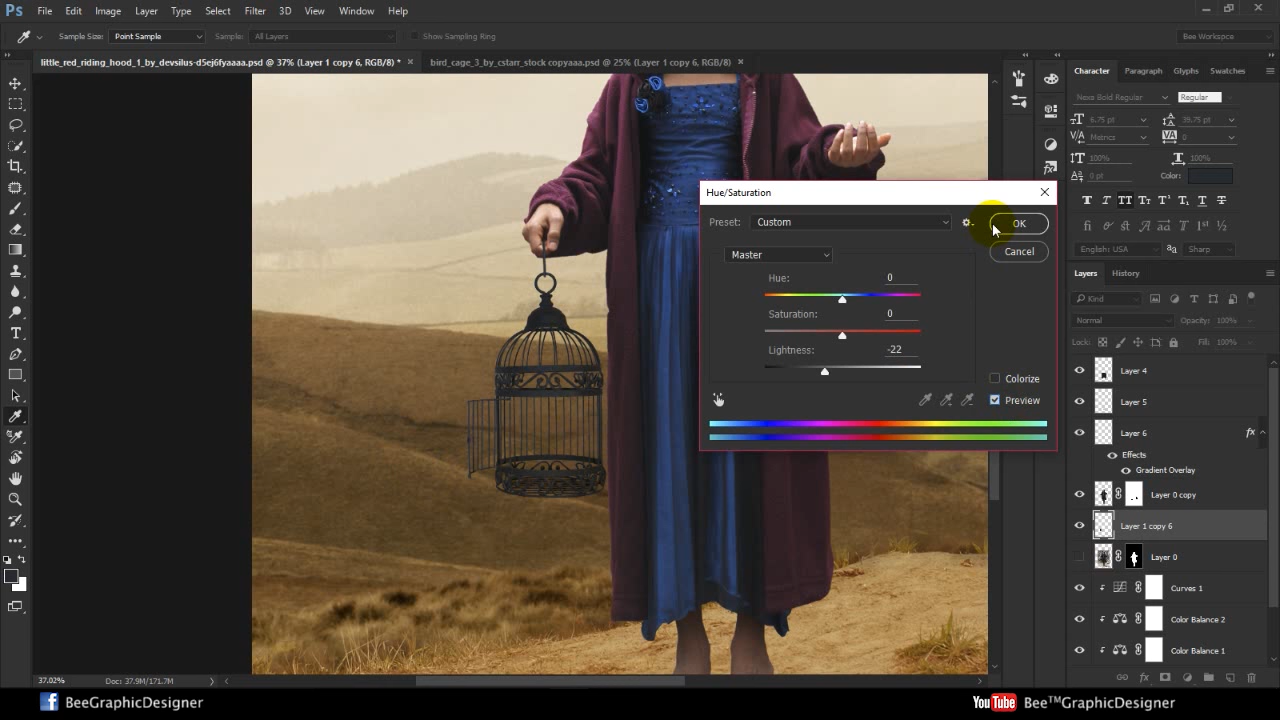 Ps File Edit Image Layer Type Select Filter 3D View Window Help
Sample Size: Point Sample Sample: All Layers Show Sampling Ring Bee Workspce
little_red_riding_hood_1_by_devsilus-d5ej6fyaaaa.psd @ 37% (Layer 1 copy 6, RGB/8) * × bird_cage_3_by_cstarr_stock copyaaa.psd @ 25% (Layer 1 copy 6, RGB/8) ×
Character Paragraph Glyphs Swatches
Nexa Bold Regular Regular
6.75 pt 39.75 pt
Metrics 0
100% 100%
0 pt Color:
English: USA Sharp
Layers History
Kind
Normal Opacity: 100%
Lock: Fill: 100%
Layer 4
Layer 5
Layer 6 fx
Effects
Gradient Overlay
Layer 0 copy
Layer 1 copy 6
Layer 0
Curves 1
Color Balance 2
Color Balance 1
Hue/Saturation
Preset: Custom OK
Master Cancel
Hue: 0
Saturation: 0
Lightness: -22
Colorize
Preview
37.02% Doc: 37.9M/171.7M
BeeGraphicDesigner YouTube Bee™GraphicDesigner